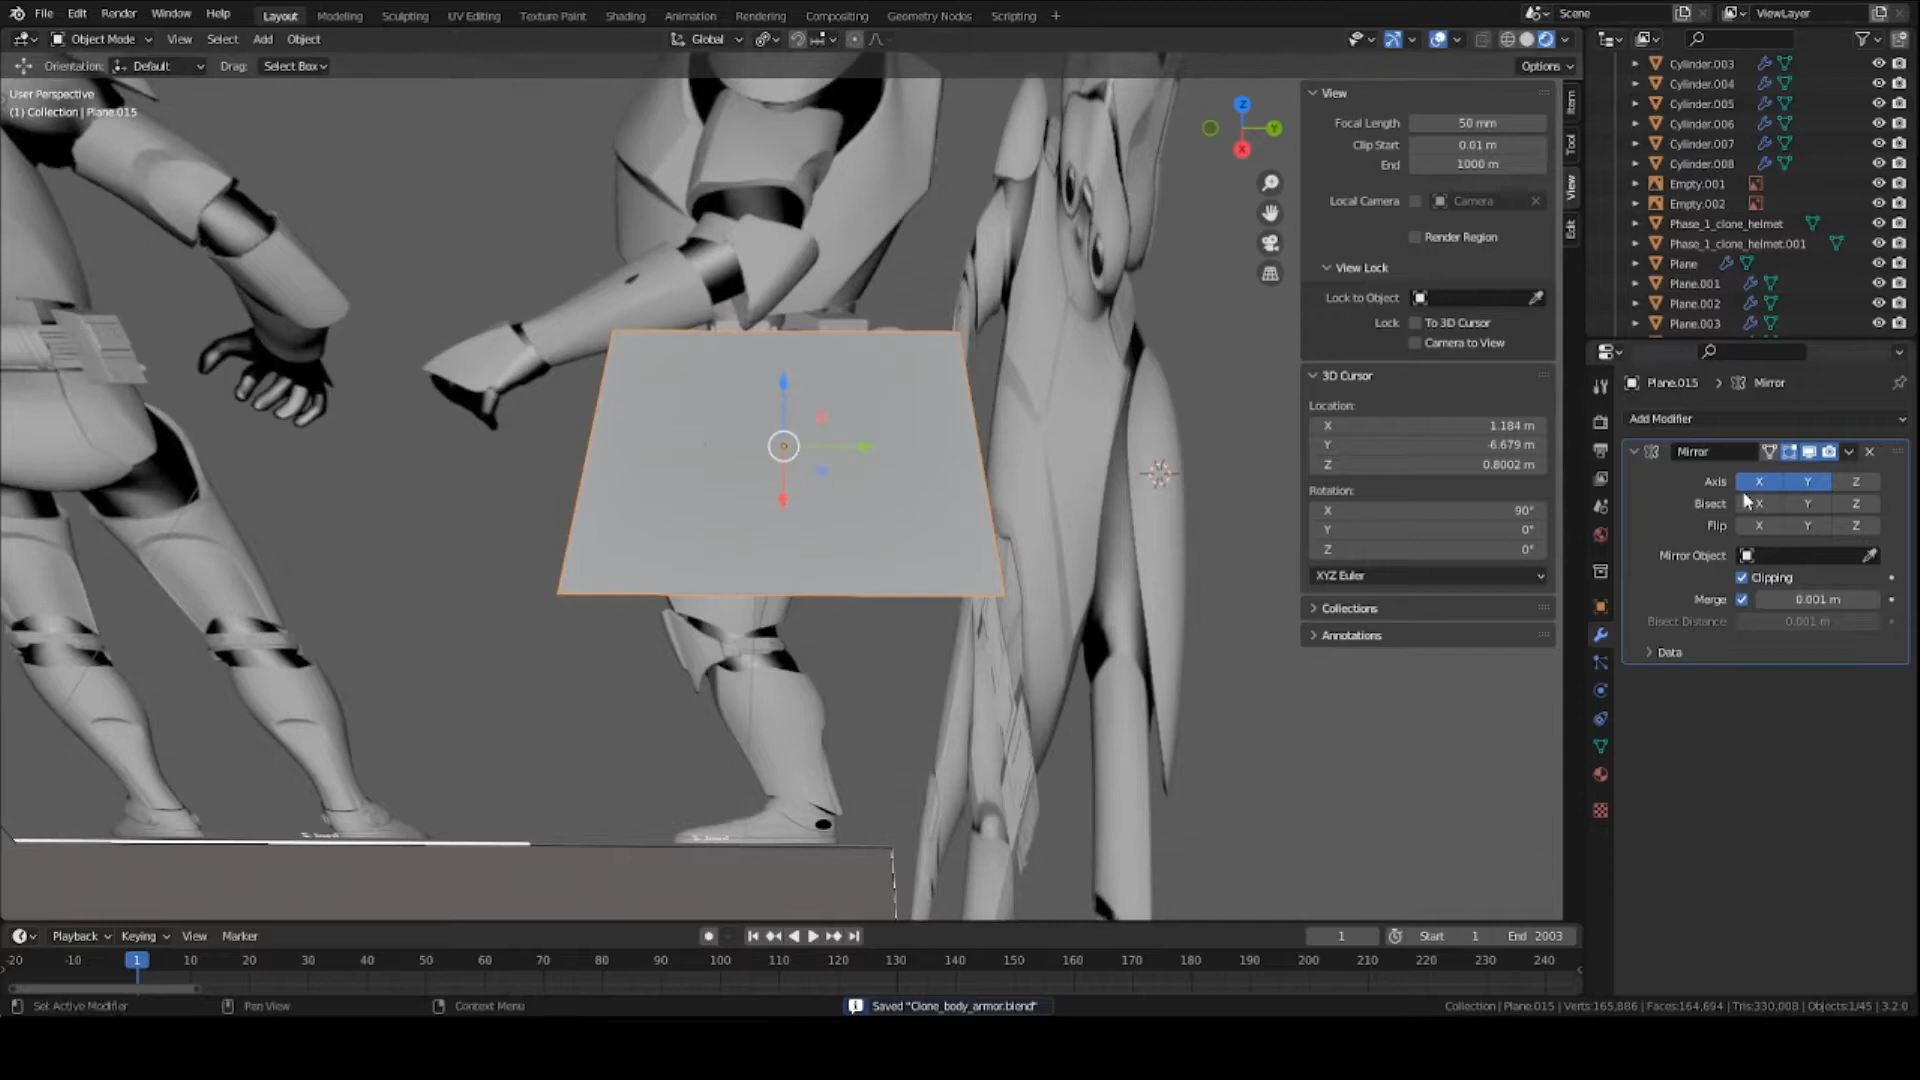 File Edit Render Window Help Layout Modeling Sculpting UV Editing Texture Paint Shading Animation Rendering Compositing Geometry Nodes Scripting + Scene ViewLayer
Object Mode View Select Add Object Global
Orientation: Default Drag: Select Box Options
User Perspective
(1) Collection | Plane.015
Z
Y
X
View
Focal Length 50 mm
Clip Start 0.01 m
End 1000 m
Local Camera Camera
Render Region
View Lock
Lock to Object
Lock To 3D Cursor
Camera to View
3D Cursor
Location:
X 1.184 m
Y -6.679 m
Z 0.8002 m
Rotation:
X 90°
Y 0°
Z 0°
XYZ Euler
Collections
Annotations
Item
Tool
View
Edit
Cylinder.003
Cylinder.004
Cylinder.005
Cylinder.006
Cylinder.007
Cylinder.008
Empty.001
Empty.002
Phase_1_clone_helmet
Phase_1_clone_helmet.001
Plane
Plane.001
Plane.002
Plane.003
Plane.015 > Mirror
Add Modifier
Mirror
Axis X Y Z
Bisect X Y Z
Flip X Y Z
Mirror Object
Clipping
Merge 0.001 m
Bisect Distance 0.001 m
Data
Playback Keying View Marker 1 Start 1 End 2003
-20 -10 1 10 20 30 40 50 60 70 80 90 100 110 120 130 140 150 160 170 180 190 200 210 220 230 240
Set Active Modifier Pan View Context Menu Saved "Clone_body_armor.blend" Collection | Plane.015 | Verts:165,886 | Faces:164,694 | Tris:330,008 | Objects:1/45 | 3.2.0